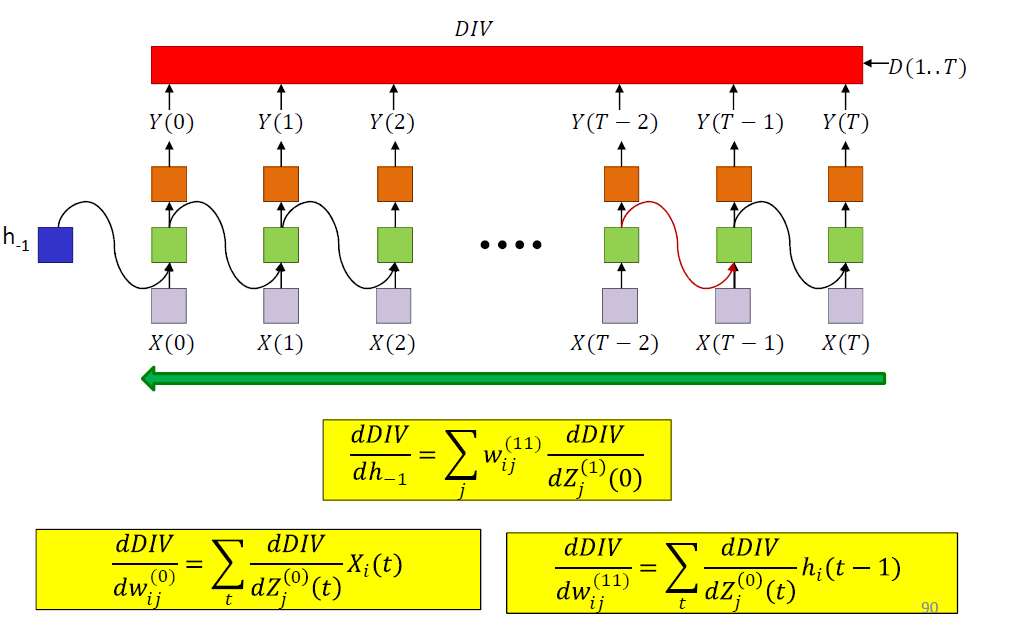 DIV
D(1..T)
Y(0) Y(1) Y(2) Y(T − 2) Y(T − 1) Y(T)
h-1
X(0) X(1) X(2) X(T − 2) X(T − 1) X(T)
dDIV/dh−1 = ∑j wij(11) dDIV/dZj(1)(0)
dDIV/dwij(0) = ∑t dDIV/dZj(0)(t) Xi(t)
dDIV/dwij(11) = ∑t dDIV/dZj(0)(t) hi(t − 1)
90